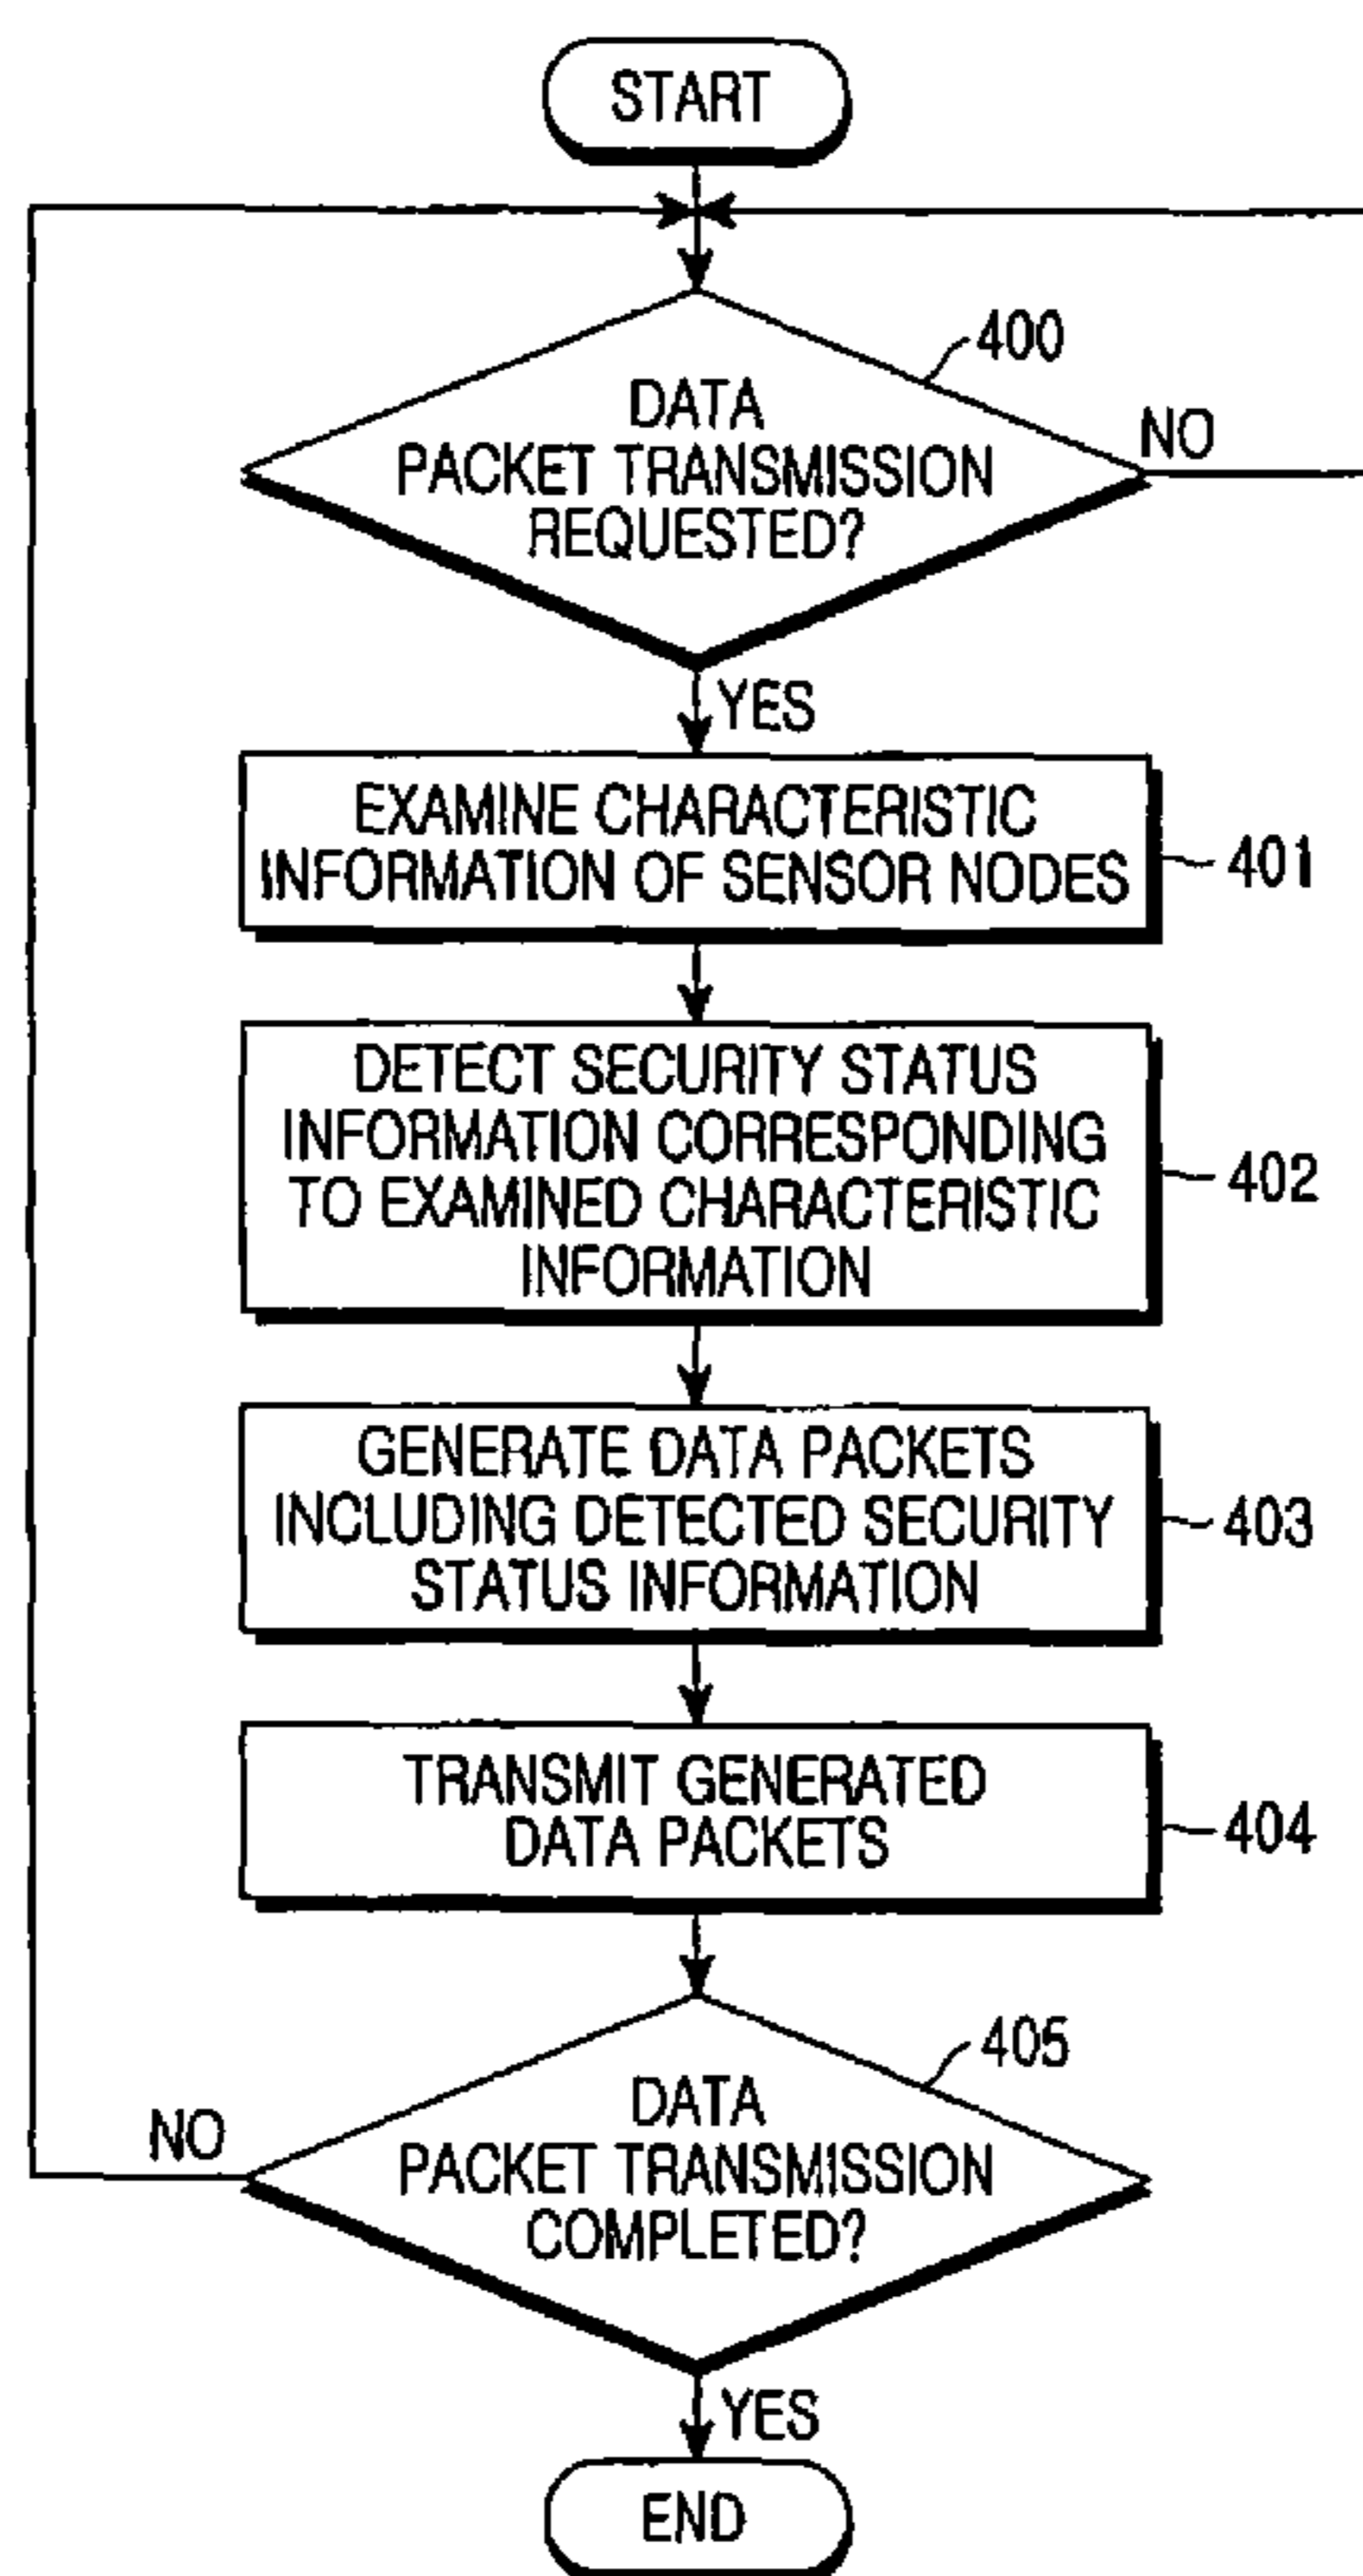 START
400
DATA
PACKET TRANSMISSION
REQUESTED?
NO
YES
EXAMINE CHARACTERISTIC
INFORMATION OF SENSOR NODES
401
DETECT SECURITY STATUS
INFORMATION CORRESPONDING
TO EXAMINED CHARACTERISTIC
INFORMATION
402
GENERATE DATA PACKETS
INCLUDING DETECTED SECURITY
STATUS INFORMATION
403
TRANSMIT GENERATED
DATA PACKETS
404
405
DATA
PACKET TRANSMISSION
COMPLETED?
NO
YES
END